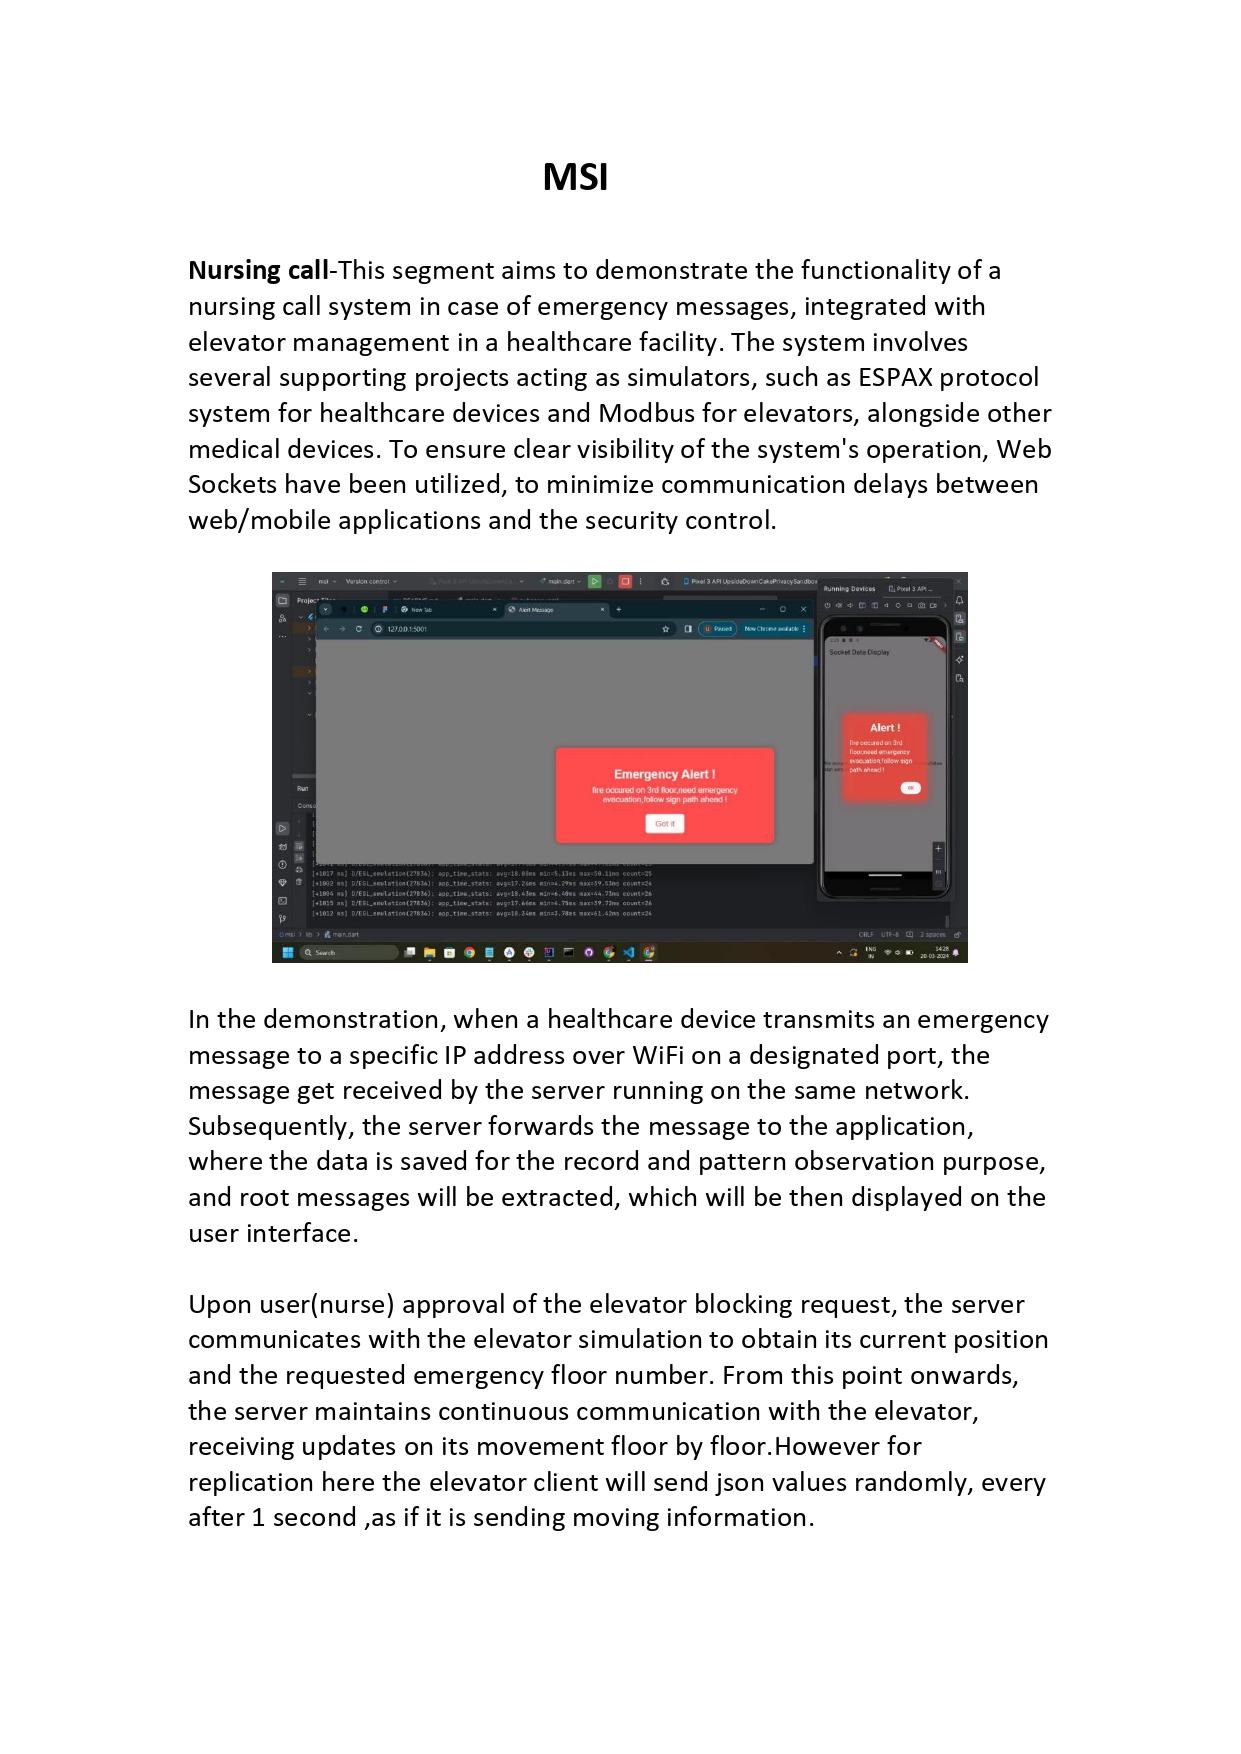 MSI
Nursing call-This segment aims to demonstrate the functionality of a
nursing call system in case of emergency messages, integrated with
elevator management in a healthcare facility. The system involves
several supporting projects acting as simulators, such as ESPAX protocol
system for healthcare devices and Modbus for elevators, alongside other
medical devices. To ensure clear visibility of the system's operation, Web
Sockets have been utilized, to minimize communication delays between
web/mobile applications and the security control.
msi Version control main.dart Pixel 3 API UpsideDownCakePrivacySandbox
Running Devices Pixel 3 API ...
New Tab Alert Message
127.0.0.1:5001 Paused New Chrome available
Socket Data Display
Alert !
fire occured on 3rd
floor,need emergency
evacuation,follow sign
path ahead !
OK
Emergency Alert !
fire occured on 3rd floor,need emergency
evacuation,follow sign path ahead !
Got it
Run
msi > lib > main.dart CRLF UTF-8 2 spaces
Search ENG IN 14:28 20-03-2024
In the demonstration, when a healthcare device transmits an emergency
message to a specific IP address over WiFi on a designated port, the
message get received by the server running on the same network.
Subsequently, the server forwards the message to the application,
where the data is saved for the record and pattern observation purpose,
and root messages will be extracted, which will be then displayed on the
user interface.
Upon user(nurse) approval of the elevator blocking request, the server
communicates with the elevator simulation to obtain its current position
and the requested emergency floor number. From this point onwards,
the server maintains continuous communication with the elevator,
receiving updates on its movement floor by floor.However for
replication here the elevator client will send json values randomly, every
after 1 second ,as if it is sending moving information.